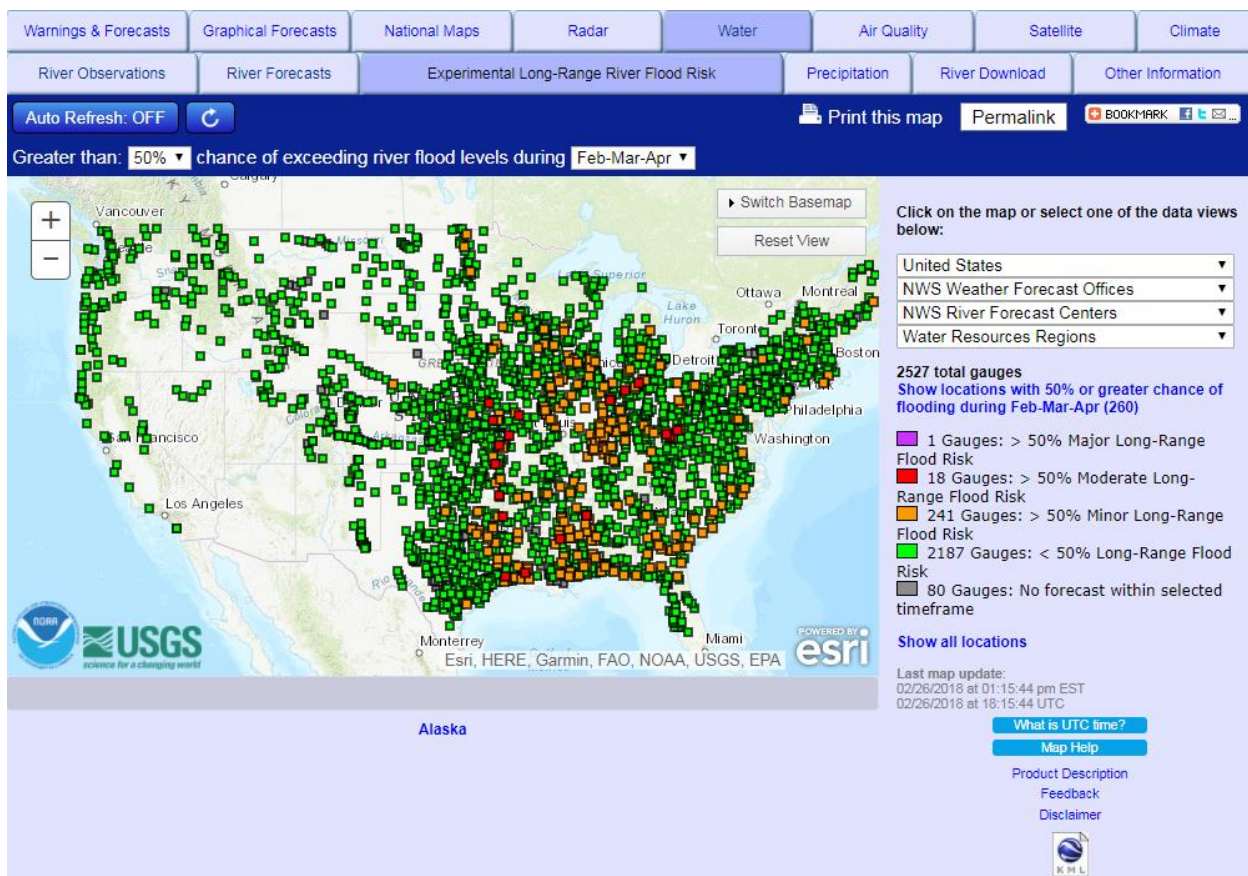 Warnings & Forecasts
Graphical Forecasts
National Maps
Radar
Water
Air Quality
Satellite
Climate
River Observations
River Forecasts
Experimental Long-Range River Flood Risk
Precipitation
River Download
Other Information
Auto Refresh: OFF
Print this map
Permalink
BOOKMARK
Greater than: 50% chance of exceeding river flood levels during Feb-Mar-Apr
Calgary
Vancouver
Switch Basemap
Reset View
Lake Superior
Ottawa
Montreal
Lake
Huron
Toronto
Detroit
Boston
Philadelphia
Washington
San Francisco
Los Angeles
Colora
Arkansas
Monterrey
Miami
NOAA
USGS
science for a changing world
Esri, HERE, Garmin, FAO, NOAA, USGS, EPA
POWERED BY
esri
Alaska
Click on the map or select one of the data views
below:
United States
NWS Weather Forecast Offices
NWS River Forecast Centers
Water Resources Regions
2527 total
gauges
Show locations with 50% or greater chance of
flooding during Feb-Mar-Apr (260)
1 Gauges: > 50% Major Long-Range
Flood Risk
18 Gauges: > 50% Moderate Long-
Range Flood Risk
241 Gauges: > 50% Minor Long-Range
Flood Risk
2187 Gauges: < 50% Long-Range Flood
Risk
80 Gauges: No forecast within selected
timeframe
Show all locations
Last map update:
02/26/2018 at 01:15:44 pm EST
02/26/2018 at 18:15:44 UTC
What is UTC time?
Map Help
Product Description
Feedback
Disclaimer
KML